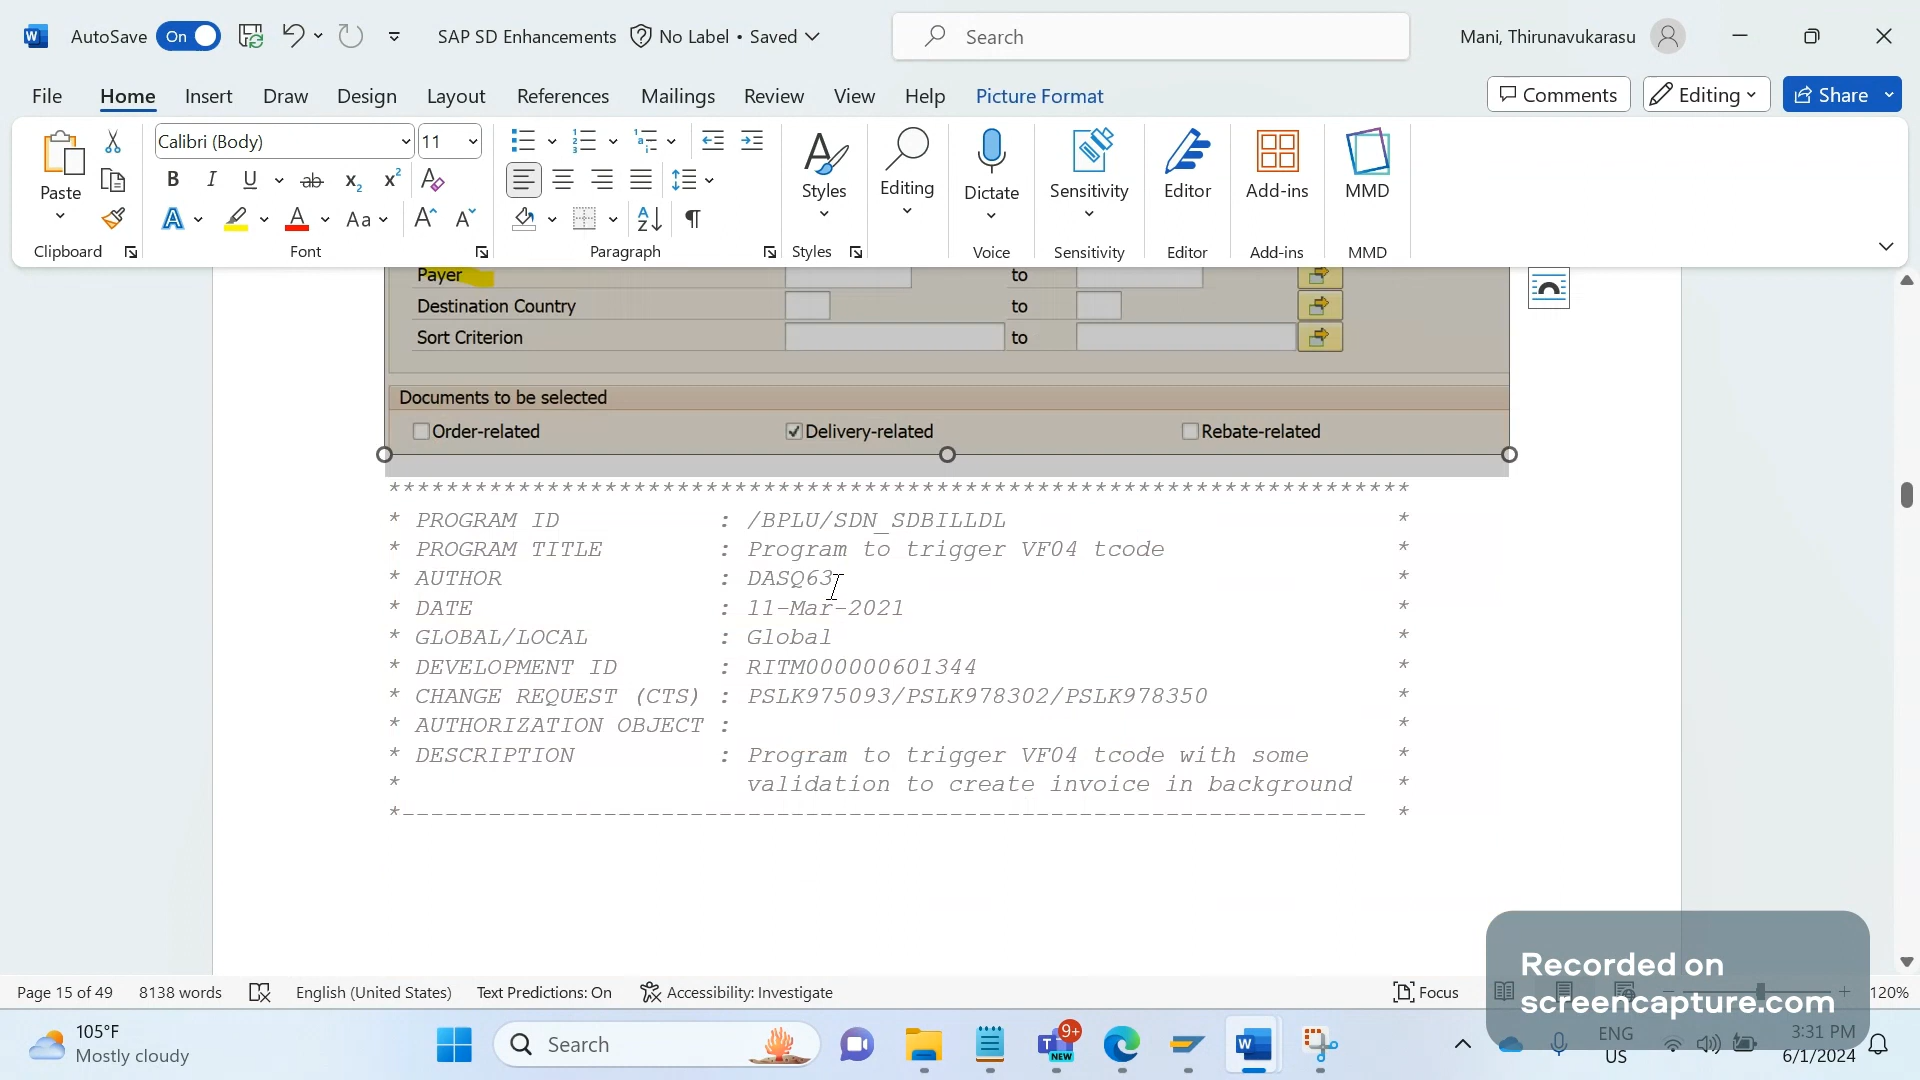 AutoSave On SAP SD Enhancements No Label • Saved Search Mani, Thirunavukarasu
File Home Insert Draw Design Layout References Mailings Review View Help Picture Format Comments Editing Share
Paste
Calibri (Body) 11
Styles Editing Dictate Sensitivity Editor Add-ins MMD
Clipboard Font Paragraph Styles Voice Sensitivity Editor Add-ins MMD
Payer to
Destination Country to
Sort Criterion to
Documents to be selected
Order-related Delivery-related Rebate-related
***********************************************************************
* PROGRAM ID : /BPLU/SDN_SDBILLDL *
* PROGRAM TITLE : Program to trigger VF04 tcode *
* AUTHOR : DASQ63 *
* DATE : 11-Mar-2021 *
* GLOBAL/LOCAL : Global *
* DEVELOPMENT ID : RITM000000601344 *
* CHANGE REQUEST (CTS) : PSLK975093/PSLK978302/PSLK978350 *
* AUTHORIZATION OBJECT : *
* DESCRIPTION : Program to trigger VF04 tcode with some *
* validation to create invoice in background *
*------------------------------------------------------------------- *
Page 15 of 49 8138 words English (United States) Text Predictions: On Accessibility: Investigate Focus 120%
Recorded on
screencapture.com
105°F
Mostly cloudy
Search
9+
NEW
ENG
US
3:31 PM
6/1/2024